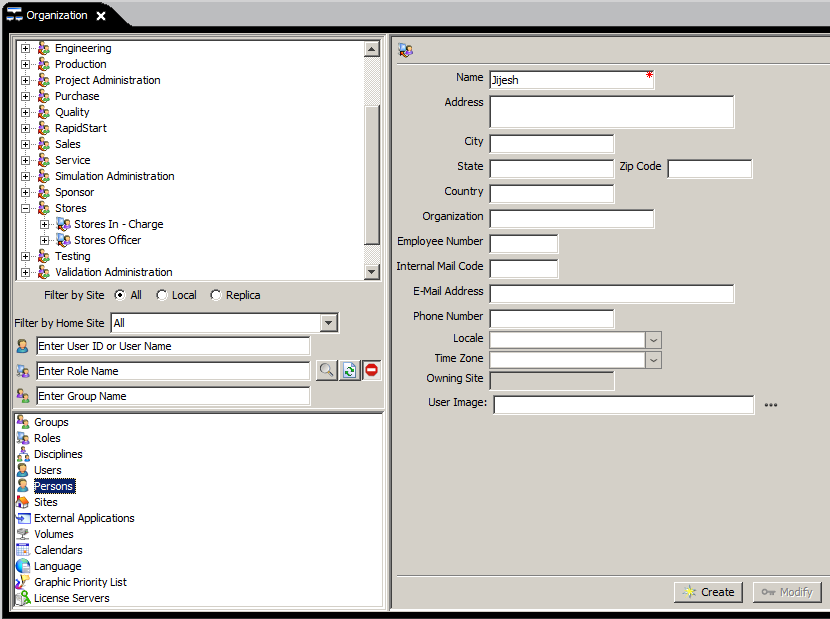 Organization
Engineering
Production
Project Administration
Purchase
Quality
RapidStart
Sales
Service
Simulation Administration
Sponsor
Stores
Stores In - Charge
Stores Officer
Testing
Validation Administration
Filter by Site All Local Replica
Filter by Home Site All
Enter User ID or User Name
Enter Role Name
Enter Group Name
Groups
Roles
Disciplines
Users
Persons
Sites
External Applications
Volumes
Calendars
Language
Graphic Priority List
License Servers
Name Jijesh *
Address
City
State Zip Code
Country
Organization
Employee Number
Internal Mail Code
E-Mail Address
Phone Number
Locale
Time Zone
Owning Site
User Image:
Create Modify